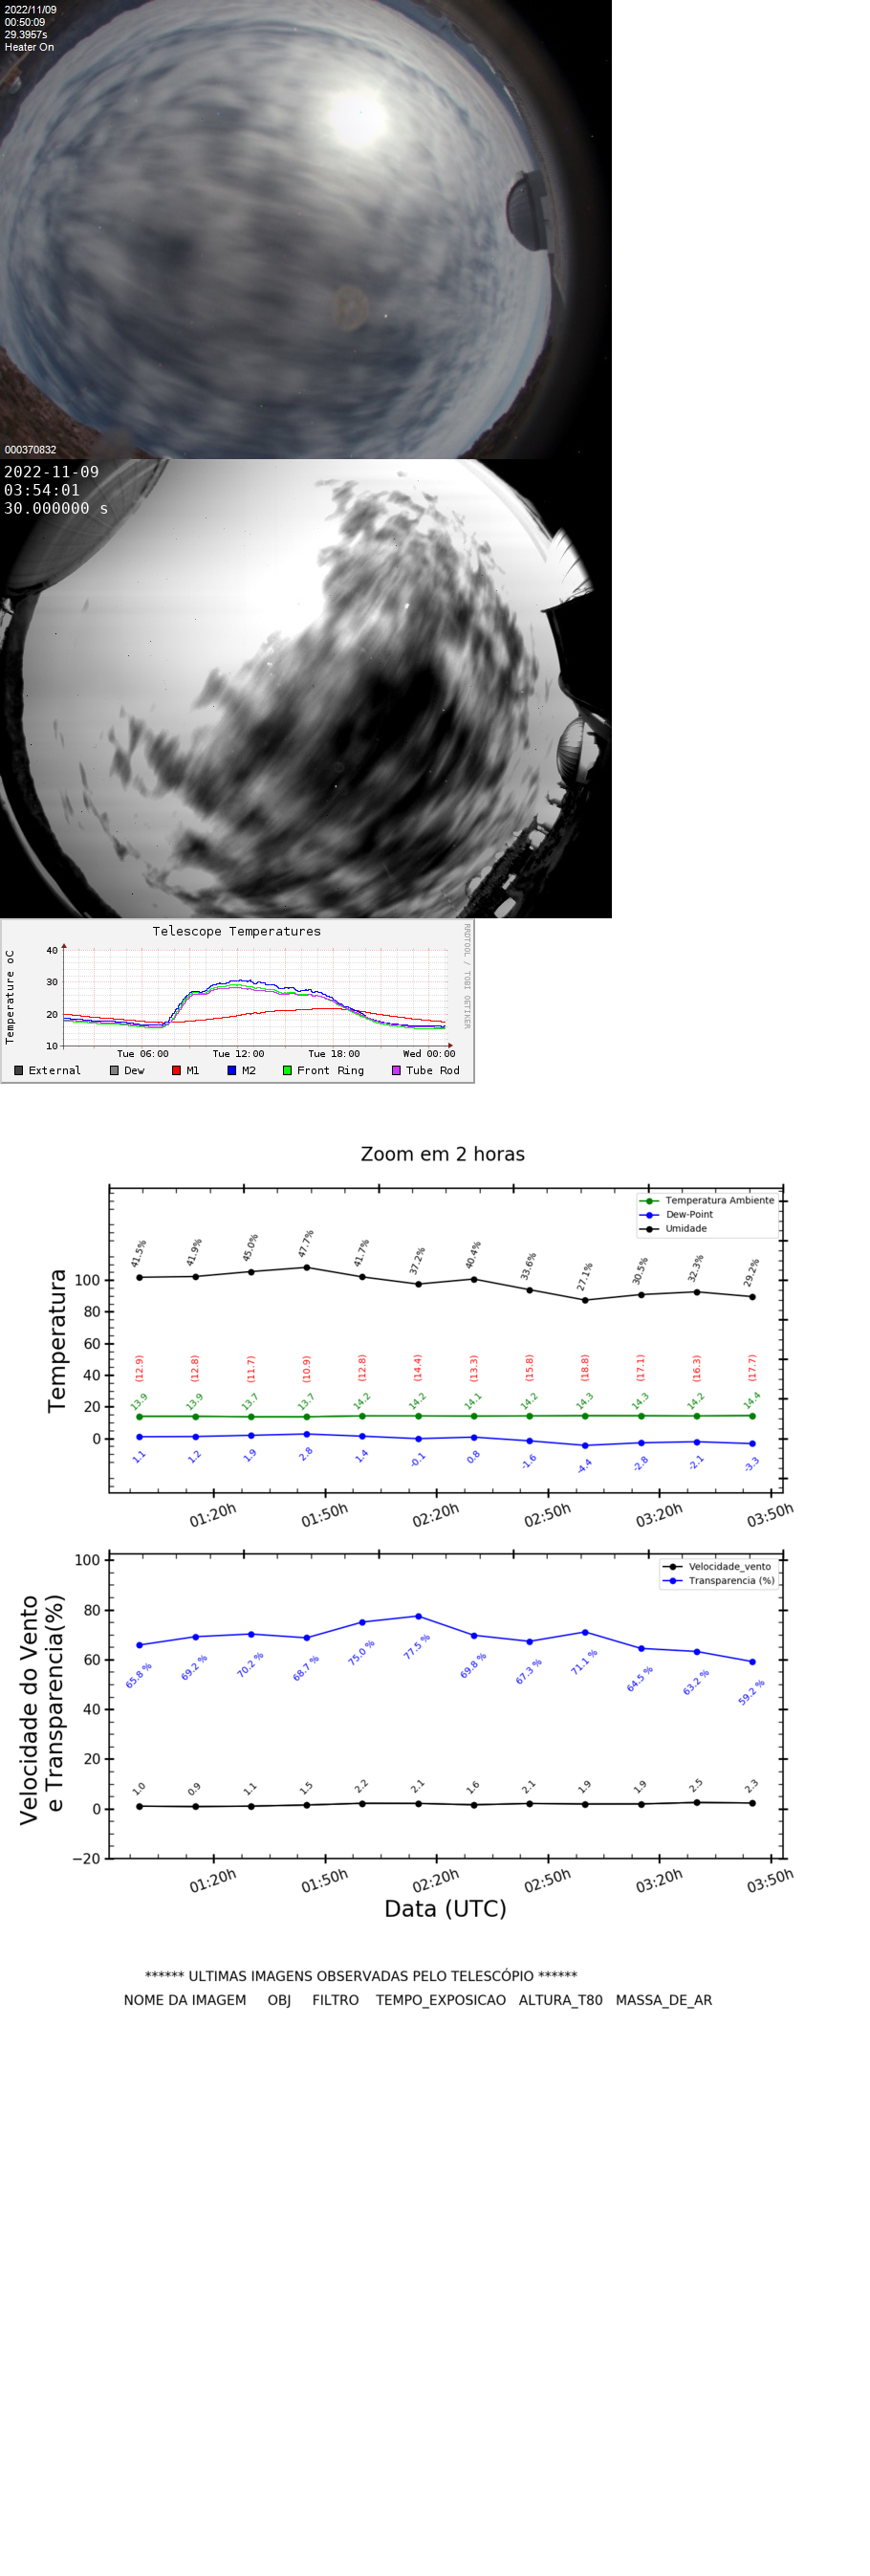 2022/11/09
00:50:09
29.3957s
Heater On
000370832
2022-11-09
03:54:01
30.000000 s
Telescope Temperatures
RRDTOOL / TOBI OETIKER
Temperature oC
40
30
20
10
Tue 06:00 Tue 12:00 Tue 18:00 Wed 00:00
External Dew M1 M2 Front Ring Tube Rod
Zoom em 2 horas
Temperatura Ambiente
Dew-Point
Umidade
Temperatura
41.5% 41.9% 45.0% 47.7% 41.7% 37.2% 40.4% 33.6% 27.1% 30.5% 32.3% 29.2%
100
80
60
40
20
0
(12.9) (12.8) (11.7) (10.9) (12.8) (14.4) (13.3) (15.8) (18.8) (17.1) (16.3) (17.7)
13.9 13.9 13.7 13.7 14.2 14.2 14.1 14.2 14.3 14.3 14.2 14.4
1.1 1.2 1.9 2.8 1.4 -0.1 0.8 -1.6 -4.4 -2.8 -2.1 -3.3
01:20h 01:50h 02:20h 02:50h 03:20h 03:50h
Velocidade do Vento
e Transparencia(%)
Velocidade_vento
Transparencia (%)
100
80
60
40
20
0
−20
65.8 % 69.2 % 70.2 % 68.7 % 75.0 % 77.5 % 69.8 % 67.3 % 71.1 % 64.5 % 63.2 % 59.2 %
1.0 0.9 1.1 1.5 2.2 2.1 1.6 2.1 1.9 1.9 2.5 2.3
01:20h 01:50h 02:20h 02:50h 03:20h 03:50h
Data (UTC)
****** ULTIMAS IMAGENS OBSERVADAS PELO TELESCÓPIO ******
NOME DA IMAGEM OBJ FILTRO TEMPO_EXPOSICAO ALTURA_T80 MASSA_DE_AR